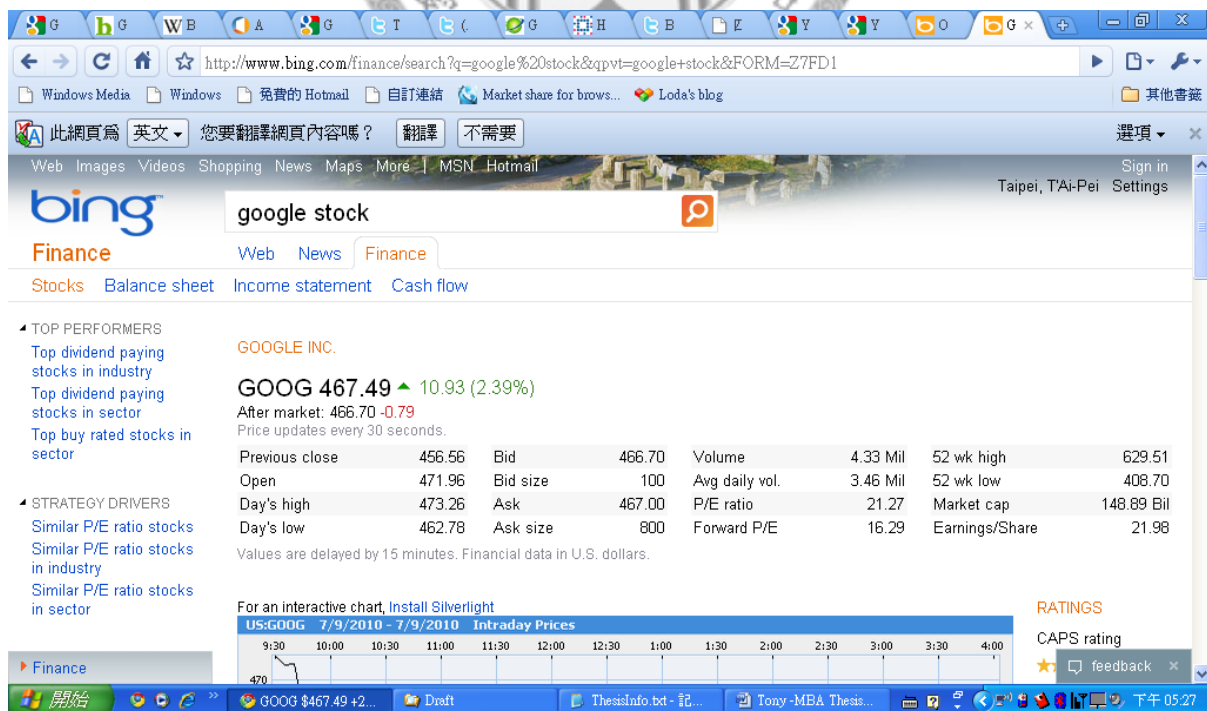 G G W B A G T (. G H B E Y Y O G
http://www.bing.com/finance/search?q=google%20stock&qpvt=google+stock&FORM=Z7FD1
Windows Media Windows 免費的 Hotmail 自訂連結 Market share for brows... Loda's blog 其他書籤
此網頁為 英文 您要翻譯網頁內容嗎？ 翻譯 不需要 選項
Web Images Videos Shopping News Maps More | MSN Hotmail Sign in
Taipei, T'Ai-Pei Settings
bing
google stock
Finance Web News Finance
Stocks Balance sheet Income statement Cash flow
TOP PERFORMERS
Top dividend paying
stocks in industry
Top dividend paying
stocks in sector
Top buy rated stocks in
sector
STRATEGY DRIVERS
Similar P/E ratio stocks
Similar P/E ratio stocks
in industry
Similar P/E ratio stocks
in sector
Finance
GOOGLE INC.
GOOG 467.49 10.93 (2.39%)
After market: 466.70 -0.79
Price updates every 30 seconds.
Previous close 456.56 Bid 466.70 Volume 4.33 Mil 52 wk high 629.51
Open 471.96 Bid size 100 Avg daily vol. 3.46 Mil 52 wk low 408.70
Day's high 473.26 Ask 467.00 P/E ratio 21.27 Market cap 148.89 Bil
Day's low 462.78 Ask size 800 Forward P/E 16.29 Earnings/Share 21.98
Values are delayed by 15 minutes. Financial data in U.S. dollars.
For an interactive chart, Install Silverlight
US:GOOG 7/9/2010 - 7/9/2010 Intraday Prices
9:30 10:00 10:30 11:00 11:30 12:00 12:30 1:00 1:30 2:00 2:30 3:00 3:30 4:00
470
RATINGS
CAPS rating
feedback
開始 GOOG $467.49 +2... Draft ThesisInfo.txt - 記... Tony -MBA Thesis... 下午 05:27